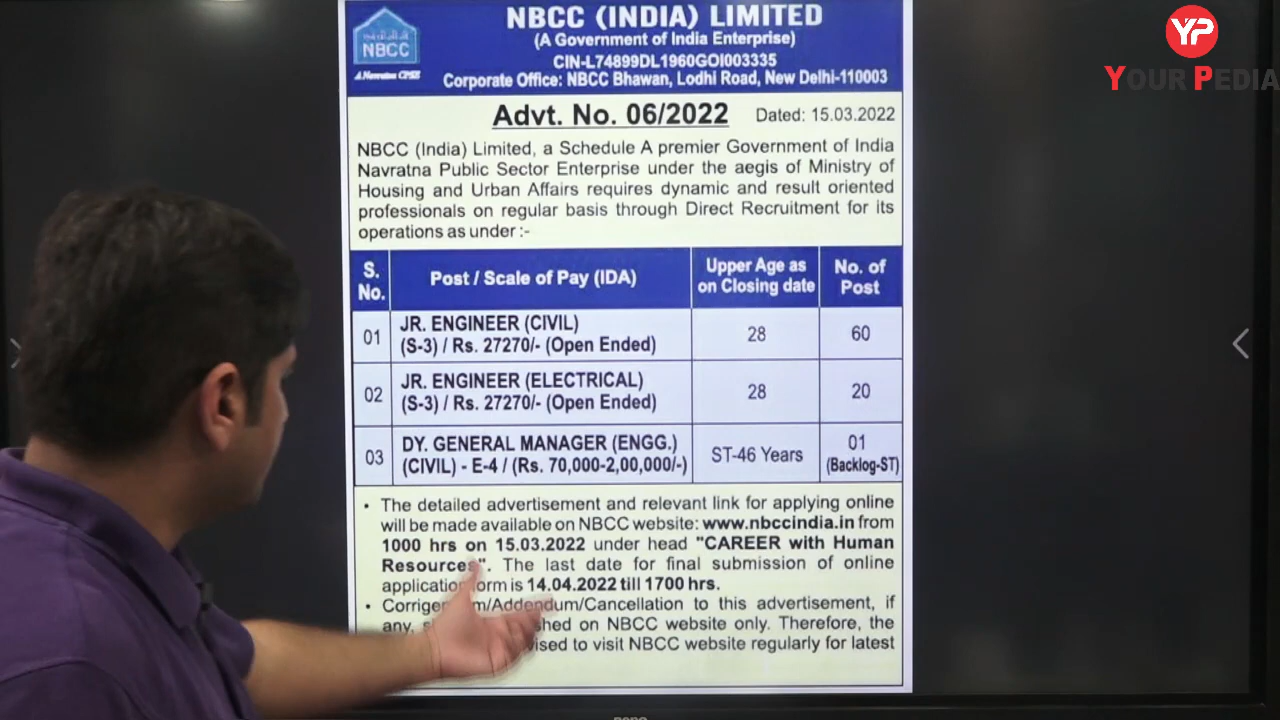 NBCC (INDIA) LIMITED
(A Government of India Enterprise)
CIN-L74899DL1960GOI003335
Corporate Office: NBCC Bhawan, Lodhi Road, New Delhi-110003
NBCC
A Navratna CPSE
YP
YOUR PEDIA
Advt. No. 06/2022 Dated: 15.03.2022
NBCC (India) Limited, a Schedule A premier Government of India
Navratna Public Sector Enterprise under the aegis of Ministry of
Housing and Urban Affairs requires dynamic and result oriented
professionals on regular basis through Direct Recruitment for its
operations as under :-
S. No. Post / Scale of Pay (IDA) Upper Age as on Closing date No. of Post
01 JR. ENGINEER (CIVIL) 28 60
(S-3) / Rs. 27270/- (Open Ended)
02 JR. ENGINEER (ELECTRICAL) 28 20
(S-3) / Rs. 27270/- (Open Ended)
03 DY. GENERAL MANAGER (ENGG.) ST-46 Years 01
(CIVIL) - E-4 / (Rs. 70,000-2,00,000/-) (Backlog-ST)
• The detailed advertisement and relevant link for applying online
will be made available on NBCC website: www.nbccindia.in from
1000 hrs on 15.03.2022 under head "CAREER with Human
Resources". The last date for final submission of online
application form is 14.04.2022 till 1700 hrs.
• /Addendum/Cancellation to this advertisement, if
any, on NBCC website only. Therefore, the
to visit NBCC website regularly for latest